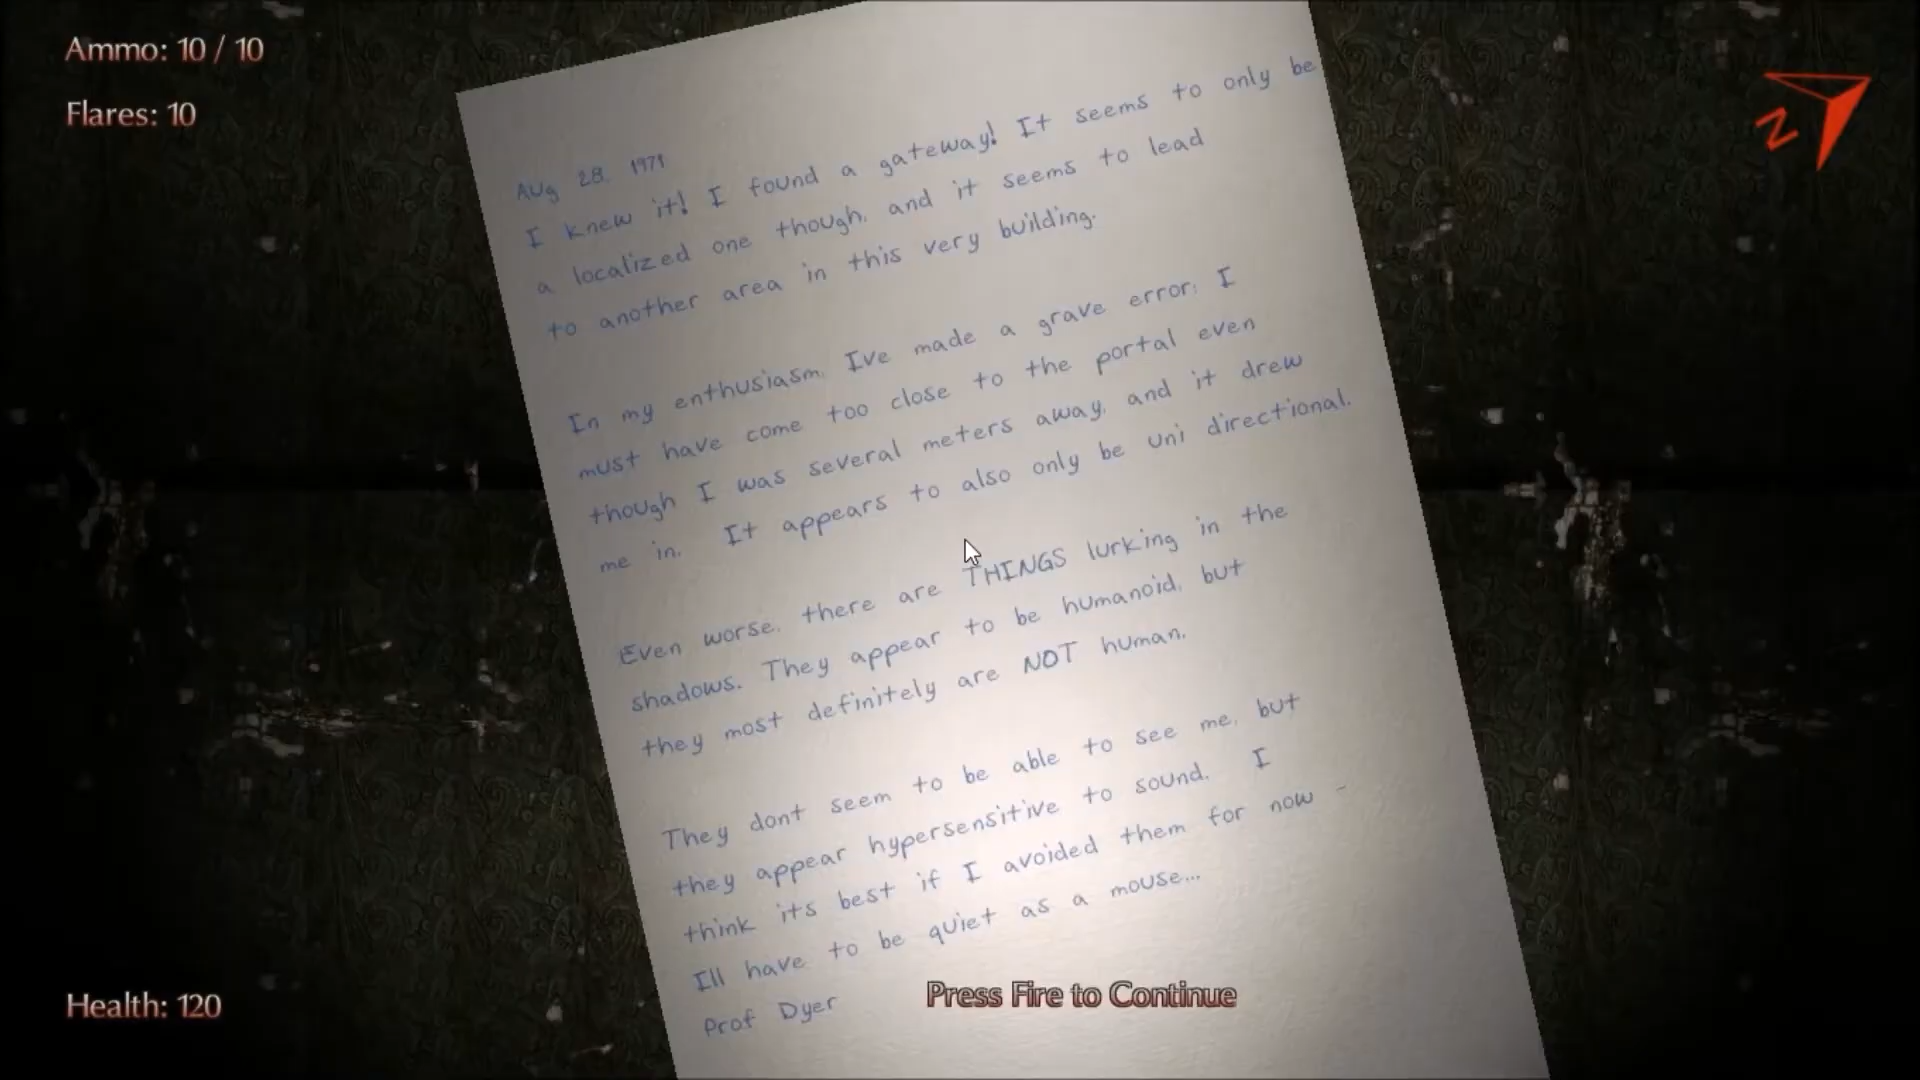 Ammo: 10 / 10
Flares: 10
N
Aug 28, 1971
I knew it! I found a gateway! It seems to only be
a localized one though, and it seems to lead
to another area in this very building.
In my enthusiasm, Ive made a grave error; I
must have come too close to the portal even
though I was several meters away, and it drew
me in. It appears to also only be uni directional.
Even worse, there are THINGS lurking in the
shadows. They appear to be humanoid, but
they most definitely are NOT human.
They dont seem to be able to see me, but
they appear hypersensitive to sound. I
think its best if I avoided them for now -
Ill have to be quiet as a mouse...
Prof Dyer
Press Fire to Continue
Health: 120